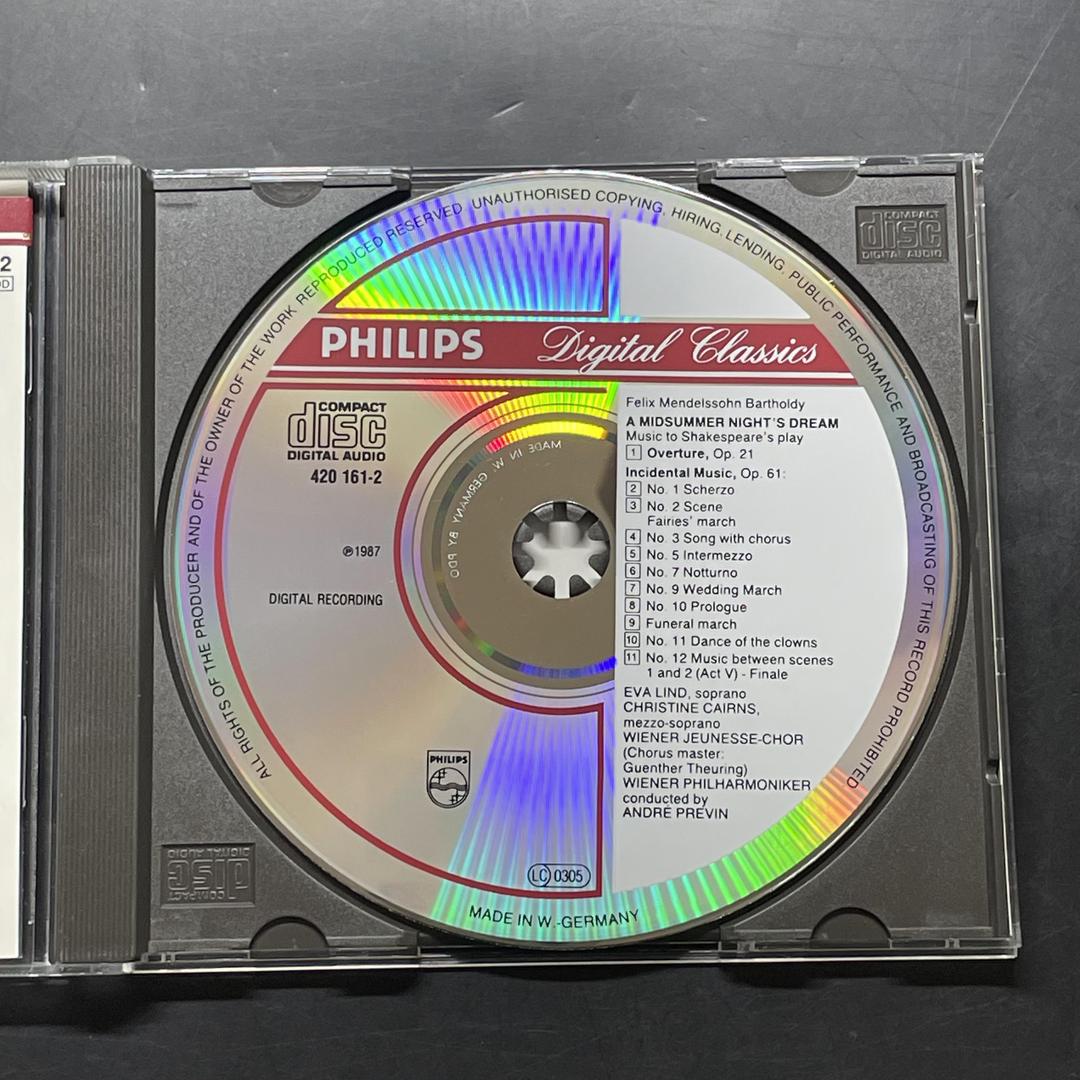 2
DD
COMPACT
disc
DIGITAL AUDIO
ALL RIGHTS OF THE PRODUCER AND OF THE OWNER OF THE WORK REPRODUCED RESERVED UNAUTHORISED COPYING, HIRING, LENDING, PUBLIC PERFORMANCE AND BROADCASTING OF THIS RECORD PROHIBITED
PHILIPS Digital Classics
COMPACT
disc
DIGITAL AUDIO
420 161-2
℗1987
DIGITAL RECORDING
MADE IN W. GERMANY BY PDO
Felix Mendelssohn Bartholdy
A MIDSUMMER NIGHT'S DREAM
Music to Shakespeare's play
1 Overture, Op. 21
Incidental Music, Op. 61:
2 No. 1 Scherzo
3 No. 2 Scene
Fairies' march
4 No. 3 Song with chorus
5 No. 5 Intermezzo
6 No. 7 Notturno
7 No. 9 Wedding March
8 No. 10 Prologue
9 Funeral march
10 No. 11 Dance of the clowns
11 No. 12 Music between scenes
1 and 2 (Act V) - Finale
EVA LIND, soprano
CHRISTINE CAIRNS,
mezzo-soprano
WIENER JEUNESSE-CHOR
(Chorus master:
Guenther Theuring)
WIENER PHILHARMONIKER
conducted by
ANDRÉ PREVIN
PHILIPS
LC 0305
MADE IN W.-GERMANY
COMPACT
disc
DIGITAL AUDIO